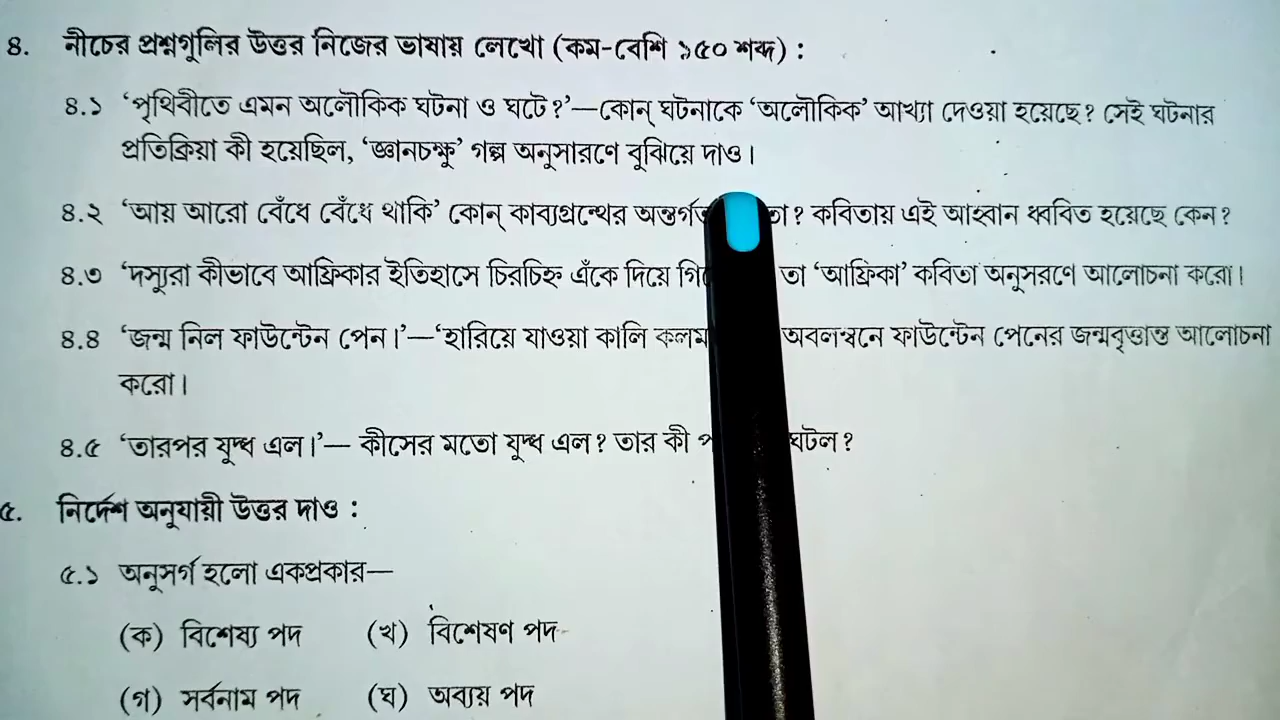 ৪. নীচের প্রশ্নগুলির উত্তর নিজের ভাষায় লেখো (কম-বেশি ১৫০ শব্দ) :
৪.১ ‘পৃথিবীতে এমন অলৌকিক ঘটনা ও ঘটে?’—কোন্ ঘটনাকে ‘অলৌকিক’ আখ্যা দেওয়া হয়েছে? সেই ঘটনার
প্রতিক্রিয়া কী হয়েছিল, ‘জ্ঞানচক্ষু’ গল্প অনুসারণে বুঝিয়ে দাও।
৪.২ ‘আয় আরো বেঁধে বেঁধে থাকি’ কোন্ কাব্যগ্রন্থের কবিতায় এই আহ্বান ধ্ববিত হয়েছে কেন?
৪.৩ ‘দস্যুরা কীভাবে আফ্রিকার ইতিহাসে চিরচিহ্ন এঁকে দিয়ে তা ‘আফ্রিকা’ কবিতা অনুসরণে আলোচনা করো।
৪.৪ ‘জন্ম নিল ফাউন্টেন পেন।’—‘হারিয়ে যাওয়া কালি কলম অবলম্বনে ফাউন্টেন পেনের জন্মবৃত্তান্ত আলোচনা
করো।
৪.৫ ‘তারপর যুদ্ধ এল।’— কীসের মতো যুদ্ধ এল? তার কী ঘটল?
৫. নির্দেশ অনুযায়ী উত্তর দাও :
৫.১ অনুসর্গ হলো একপ্রকার—
(ক) বিশেষ্য পদ (খ) বিশেষণ পদ
(গ) সর্বনাম পদ (ঘ) অব্যয় পদ